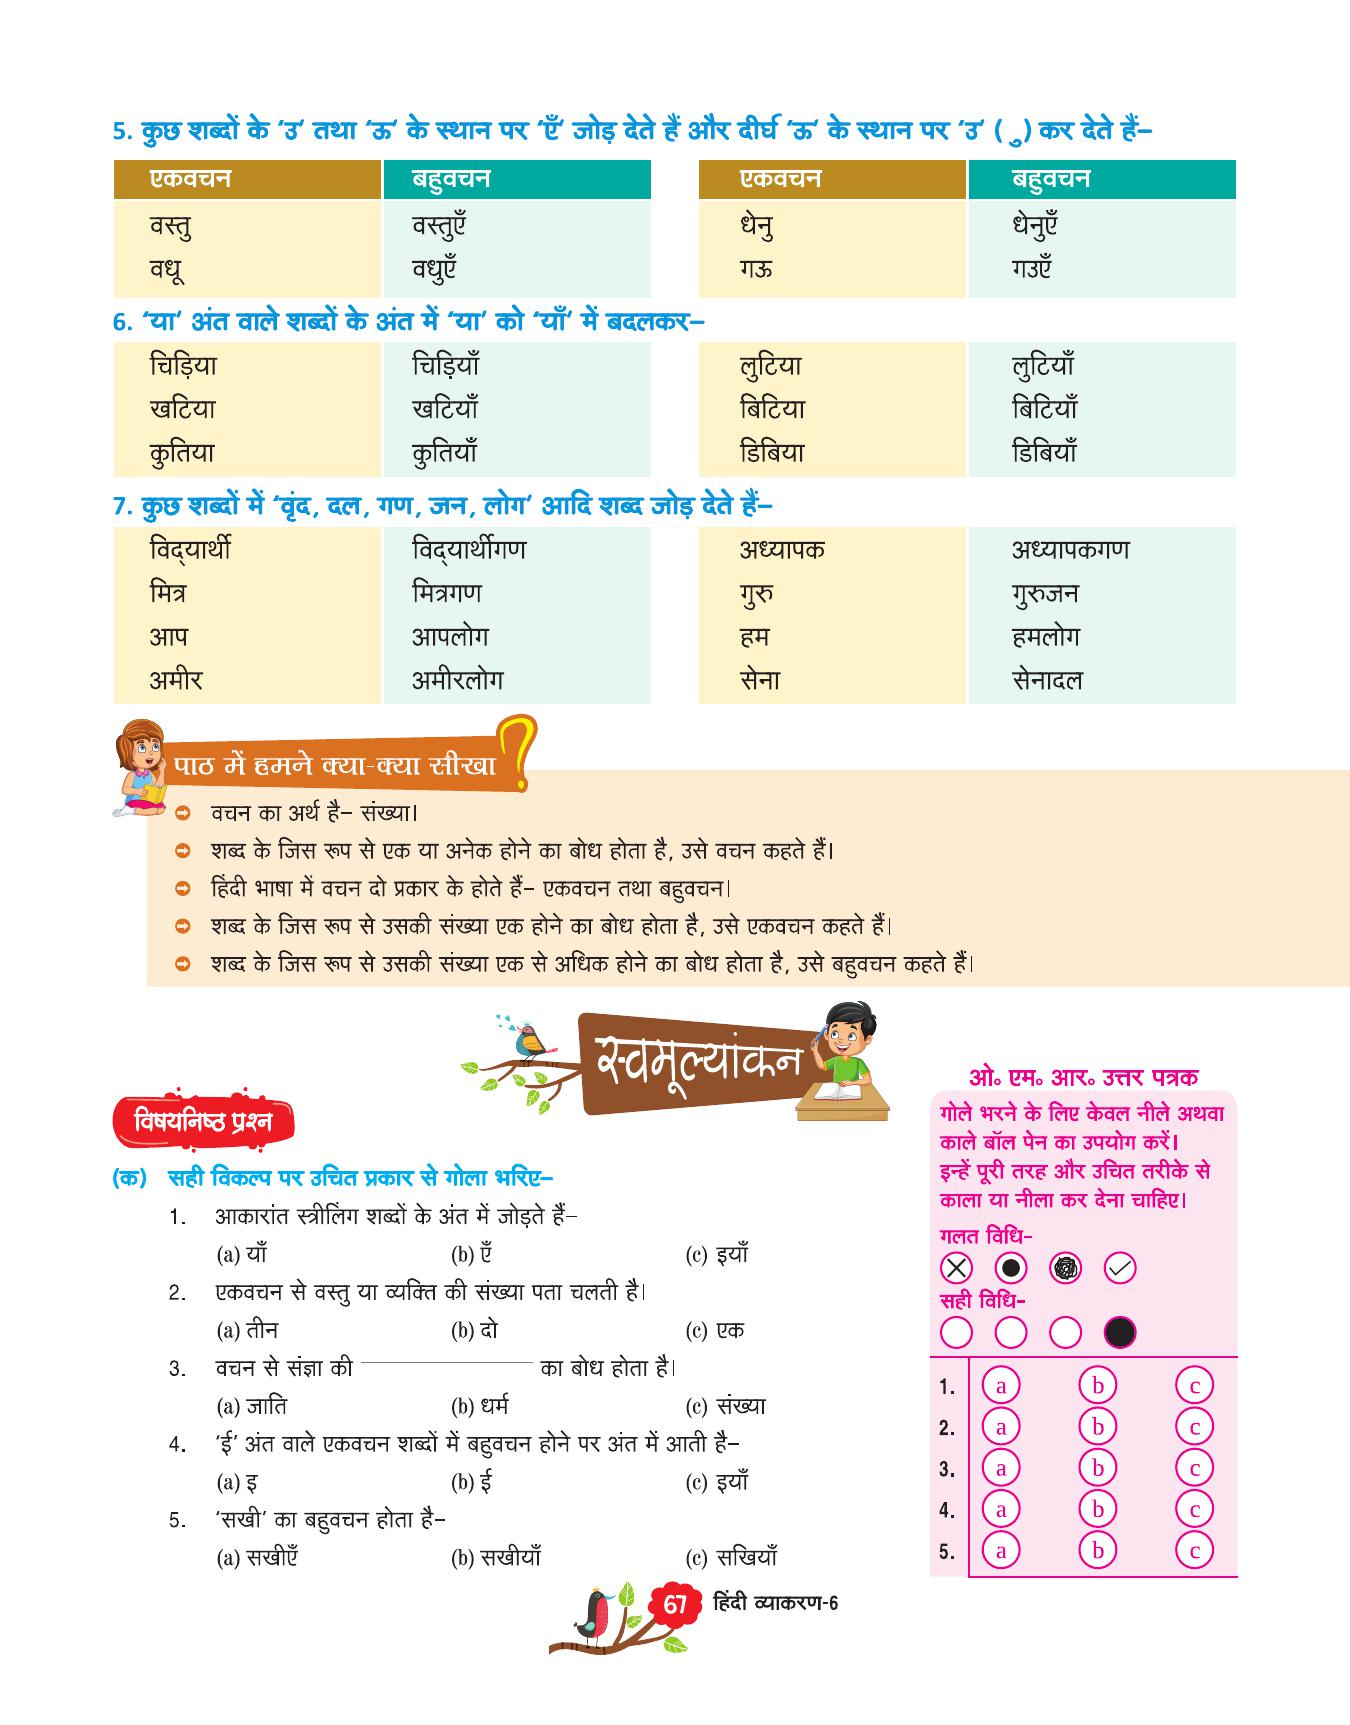 5. कुछ शब्दों के ‘उ’ तथा ‘ऊ’ के स्थान पर ‘एँ’ जोड़ देते हैं और दीर्घ ‘ऊ’ के स्थान पर ‘उ’ ( ु) कर देते हैं–
एकवचन बहुवचन एकवचन बहुवचन
वस्तु वस्तुएँ धेनु धेनुएँ
वधू वधुएँ गऊ गउएँ
6. ‘या’ अंत वाले शब्दों के अंत में ‘या’ को ‘याँ’ में बदलकर–
चिड़िया चिड़ियाँ लुटिया लुटियाँ
खटिया खटियाँ बिटिया बिटियाँ
कुतिया कुतियाँ डिबिया डिबियाँ
7. कुछ शब्दों में ‘वृंद, दल, गण, जन, लोग’ आदि शब्द जोड़ देते हैं–
विद्‌यार्थी विद्‌यार्थीगण अध्यापक अध्यापकगण
मित्र मित्रगण गुरु गुरुजन
आप आपलोग हम हमलोग
अमीर अमीरलोग सेना सेनादल
पाठ में हमने क्या-क्या सीखा ?
वचन का अर्थ है– संख्या।
शब्द के जिस रूप से एक या अनेक होने का बोध होता है, उसे वचन कहते हैं।
हिंदी भाषा में वचन दो प्रकार के होते हैं– एकवचन तथा बहुवचन।
शब्द के जिस रूप से उसकी संख्या एक होने का बोध होता है, उसे एकवचन कहते हैं।
शब्द के जिस रूप से उसकी संख्या एक से अधिक होने का बोध होता है, उसे बहुवचन कहते हैं।
स्वमूल्यांकन
विषयनिष्ठ प्रश्न
(क) सही विकल्प पर उचित प्रकार से गोला भरिए–
1. आकारांत स्त्रीलिंग शब्दों के अंत में जोड़ते हैं–
(a) याँ (b) एँ (c) इयाँ
2. एकवचन से वस्तु या व्यक्ति की संख्या पता चलती है।
(a) तीन (b) दो (c) एक
3. वचन से संज्ञा की ____________ का बोध होता है।
(a) जाति (b) धर्म (c) संख्या
4. ‘ई’ अंत वाले एकवचन शब्दों में बहुवचन होने पर अंत में आती है–
(a) इ (b) ई (c) इयाँ
5. ‘सखी’ का बहुवचन होता है–
(a) सखीएँ (b) सखीयाँ (c) सखियाँ
ओ॰ एम॰ आर॰ उत्तर पत्रक
गोले भरने के लिए केवल नीले अथवा
काले बॉल पेन का उपयोग करें।
इन्हें पूरी तरह और उचित तरीके से
काला या नीला कर देना चाहिए।
गलत विधि–
सही विधि–
1. a b c
2. a b c
3. a b c
4. a b c
5. a b c
67 हिंदी व्याकरण-6